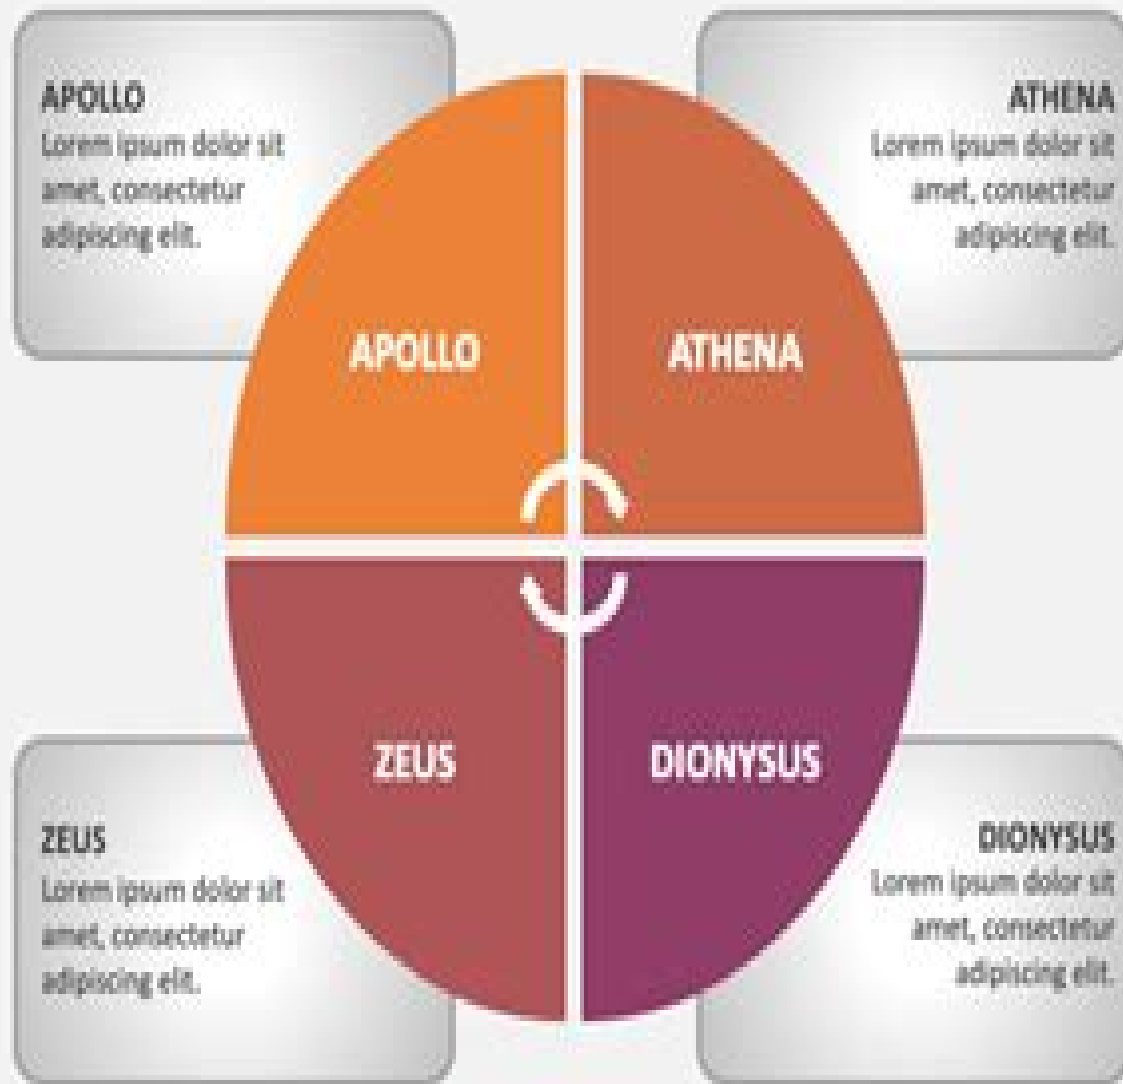 APOLLO
Lorem ipsum dolor sit
amet, consectetur
adipiscing elit.
ATHENA
Lorem ipsum dolor sit
amet, consectetur
adipiscing elit.
APOLLO
ATHENA
ZEUS
DIONYSUS
ZEUS
Lorem ipsum dolor sit
amet, consectetur
adipiscing elit.
DIONYSUS
Lorem ipsum dolor sit
amet, consectetur
adipiscing elit.